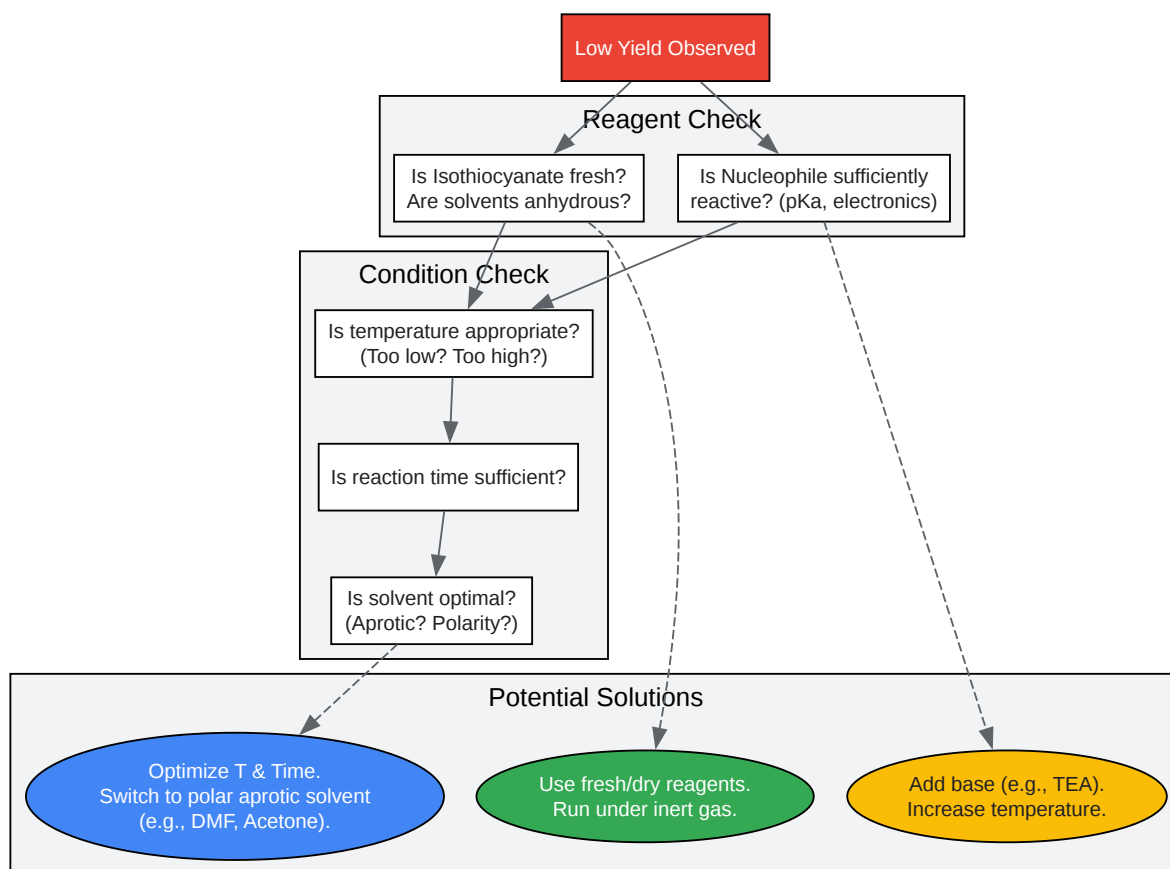 Low Yield Observed
Reagent Check
Is Isothiocyanate fresh?
Are solvents anhydrous?
Is Nucleophile sufficiently
reactive? (pKa, electronics)
Condition Check
Is temperature appropriate?
(Too low? Too high?)
Is reaction time sufficient?
Is solvent optimal?
(Aprotic? Polarity?)
Potential Solutions
Optimize T & Time.
Switch to polar aprotic solvent
(e.g., DMF, Acetone).
Use fresh/dry reagents.
Run under inert gas.
Add base (e.g., TEA).
Increase temperature.